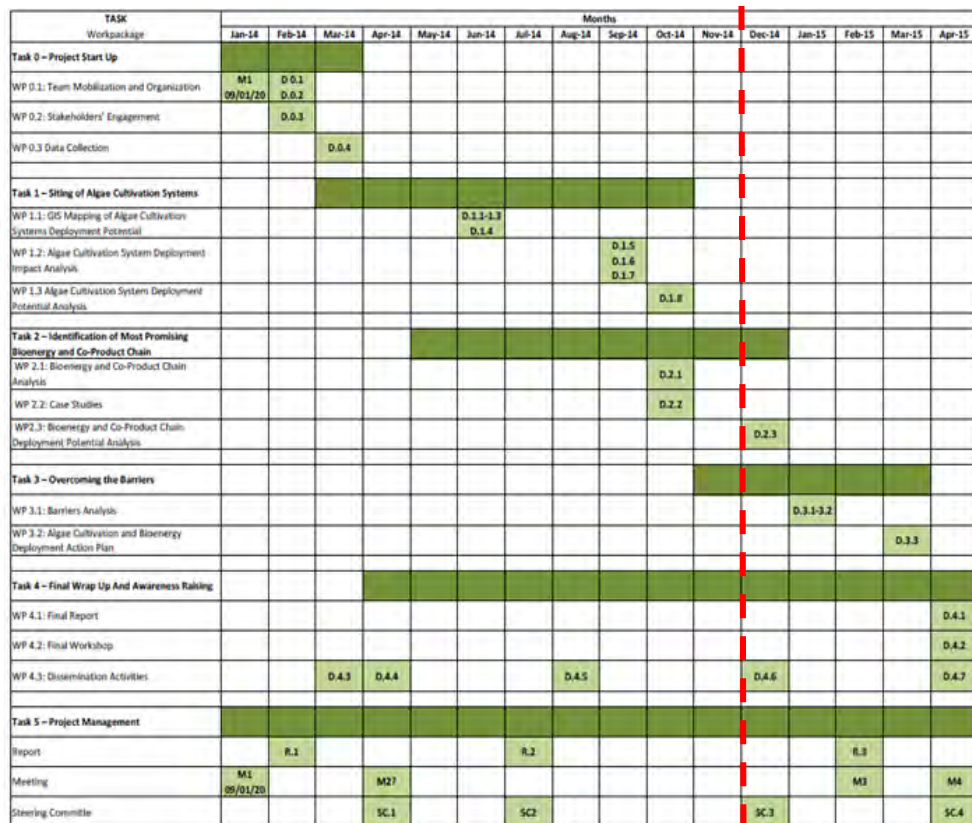 TASK Months
Workpackage Jan-14 Feb-14 Mar-14 Apr-14 May-14 Jun-14 Jul-14 Aug-14 Sep-14 Oct-14 Nov-14 Dec-14 Jan-15 Feb-15 Mar-15 Apr-15
Task 0 – Project Start Up
WP 0.1: Team Mobilization and Organization M1 09/01/20 D 0.1 D.0.2
WP 0.2: Stakeholders' Engagement D.0.3
WP 0.3 Data Collection D.0.4
Task 1 – Siting of Algae Cultivation Systems
WP 1.1: GIS Mapping of Algae Cultivation D.1.1-1.3
Systems Deployment Potential D.1.4
WP 1.2: Algae Cultivation System Deployment D.1.5
Impact Analysis D.1.6
D.1.7
WP 1.3 Algae Cultivation System Deployment
Potential Analysis D.1.8
Task 2 – Identification of Most Promising
Bioenergy and Co-Product Chain
WP 2.1: Bioenergy and Co-Product Chain
Analysis D.2.1
WP 2.2: Case Studies D.2.2
WP2.3: Bioenergy and Co-Product Chain
Deployment Potential Analysis D.2.3
Task 3 – Overcoming the Barriers
WP 3.1: Barriers Analysis D.3.1-3.2
WP 3.2: Algae Cultivation and Bioenergy
Deployment Action Plan D.3.3
Task 4 – Final Wrap Up And Awareness Raising
WP 4.1: Final Report D.4.1
WP 4.2: Final Workshop D.4.2
WP 4.3: Dissemination Activities D.4.3 D.4.4 D.4.5 D.4.6 D.4.7
Task 5 – Project Management
Report R.1 R.2 R.3
Meeting M1 09/01/20 M2? M3 M4
Steering Committe SC.1 SC2 SC.3 SC.4